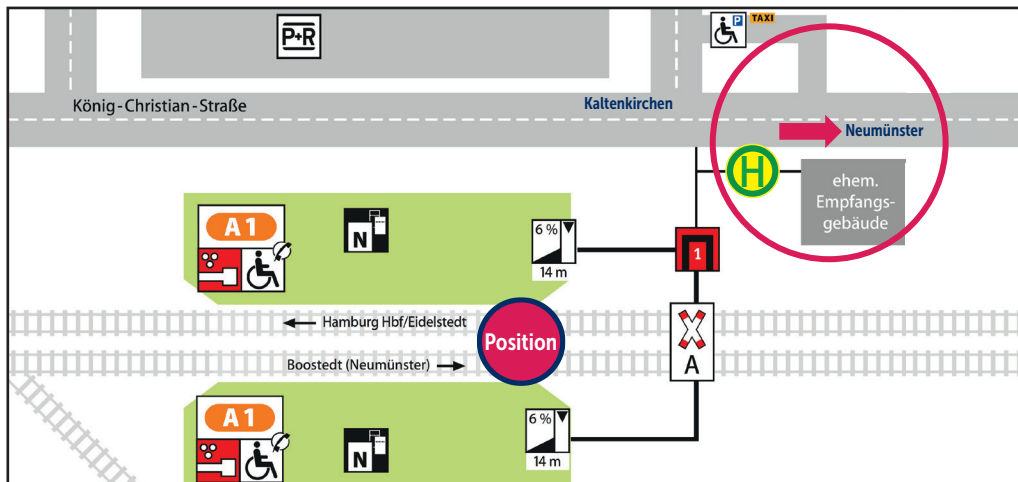 P+R
P
TAXI
König-Christian-Straße
Kaltenkirchen
Neumünster
H
ehem.
Empfangs-
gebäude
A1
N
6 %
14 m
1
Hamburg Hbf/Eidelstedt
Position
Boostedt (Neumünster)
A
A1
N
6 %
14 m